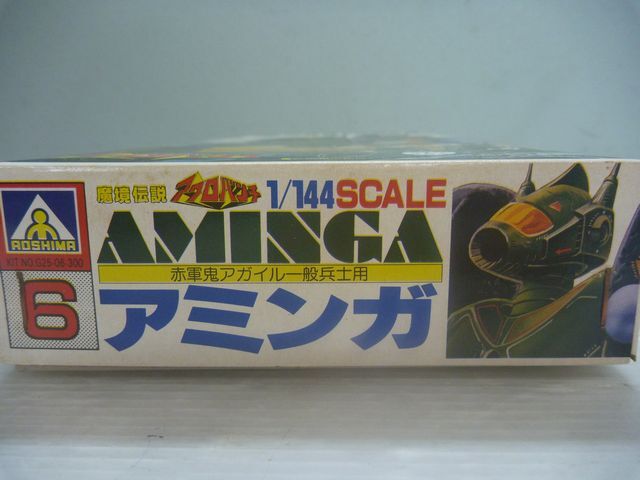 AOSHIMA
KIT NO.G25-06 300
6
魔境伝説 アクロバンチ 1/144SCALE
AMINGA
赤軍鬼アガイル一般兵士用
アミンガ